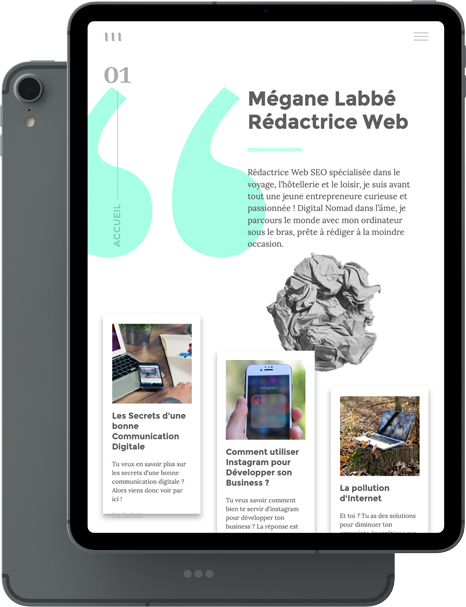 01
Mégane Labbé
Rédactrice Web
Rédactrice Web SEO spécialisée dans le
voyage, l'hôtellerie et le loisir, je suis avant
tout une jeune entrepreneure curieuse et
passionnée ! Digital Nomad dans l'âme, je
parcours le monde avec mon ordinateur
sous le bras, prête à rédiger à la moindre
occasion.
ACCUEIL
Les Secrets d'une
bonne
Communication
Digitale
Tu veux en savoir plus sur
les secrets d'une bonne
communication digitale ?
Alors viens donc voir par
ici !
Comment utiliser
Instagram pour
Développer son
Business ?
Tu veux savoir comment
bien te servir d'instagram
pour développer ton
business ? La réponse est
La pollution
d'Internet
Et toi ? Tu as des solutions
pour diminuer ton